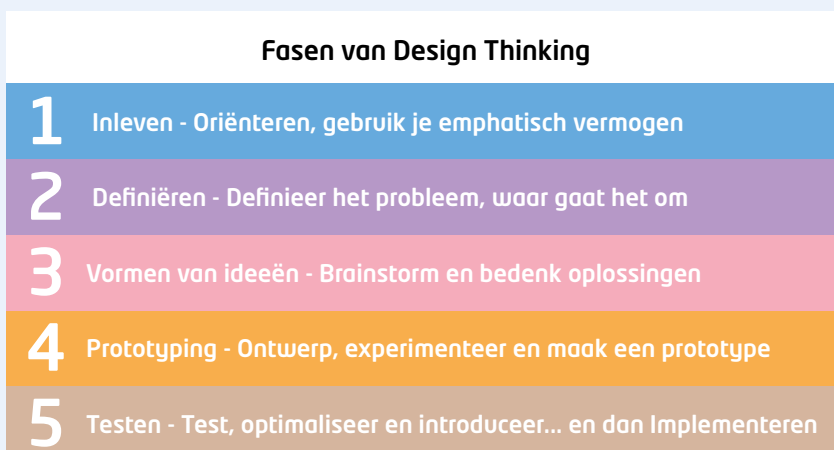 Fasen van Design Thinking
1 Inleven - Oriënteren, gebruik je emphatisch vermogen
2 Definiëren - Definieer het probleem, waar gaat het om
3 Vormen van ideeën - Brainstorm en bedenk oplossingen
4 Prototyping - Ontwerp, experimenteer en maak een prototype
5 Testen - Test, optimaliseer en introduceer... en dan Implementeren